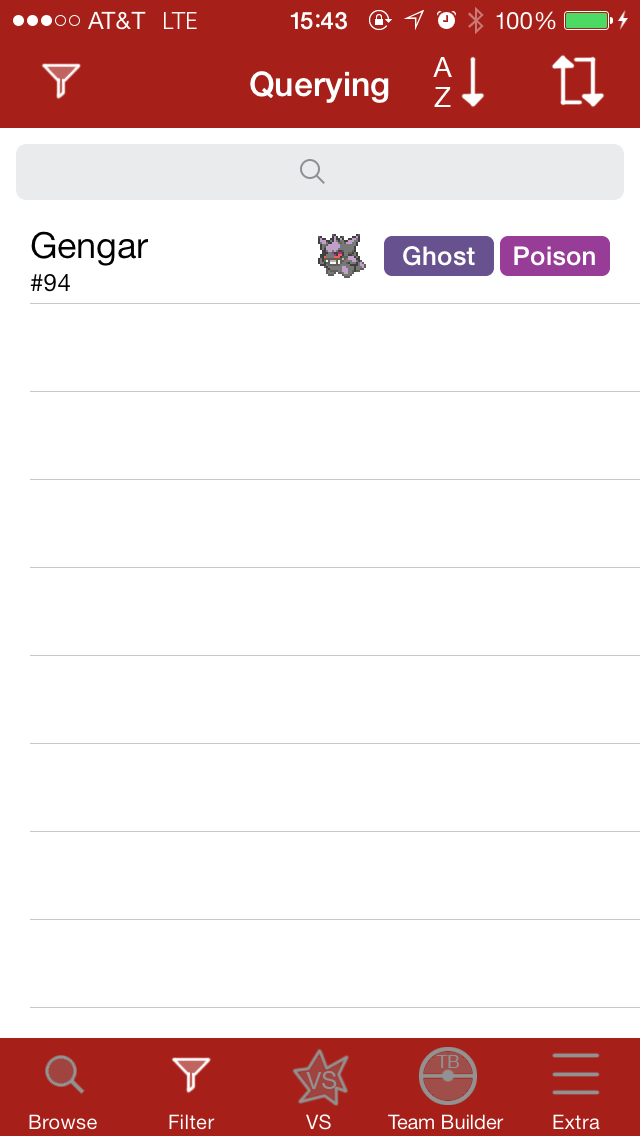 AT&T LTE 15:43 100%
Querying
A
Z
Gengar
#94
Ghost Poison
VS
TB
Browse Filter VS Team Builder Extra